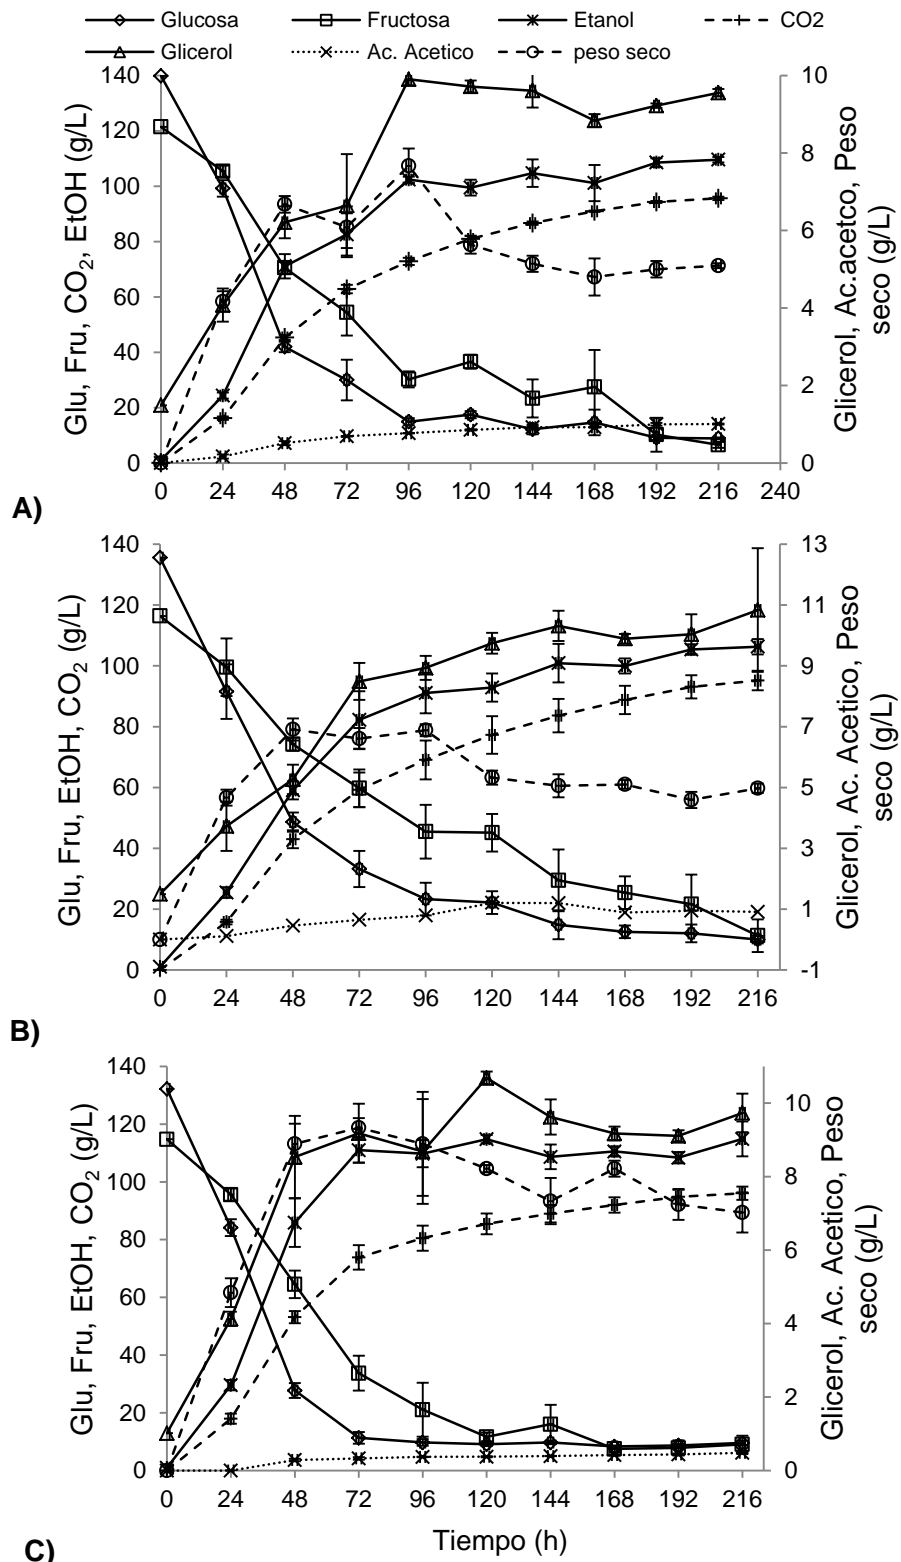 Glucosa Fructosa Etanol CO2
Glicerol Ac. Acetico peso seco
Glu, Fru, CO2, EtOH (g/L)
140
120
100
80
60
40
20
0
10
8
6
4
2
0
Glicerol, Ac.acetco, Peso
seco (g/L)
0 24 48 72 96 120 144 168 192 216 240
A)
Glu, Fru, EtOH, CO2 (g/L)
140
120
100
80
60
40
20
0
13
11
9
7
5
3
1
-1
Glicerol, Ac. Acetico, Peso
seco (g/L)
0 24 48 72 96 120 144 168 192 216
B)
Glu, Fru, EtOH, CO2 (g/L)
140
120
100
80
60
40
20
0
10
8
6
4
2
0
Glicerol, Ac. Acetico, Peso
seco (g/L)
0 24 48 72 96 120 144 168 192 216
Tiempo (h)
C)